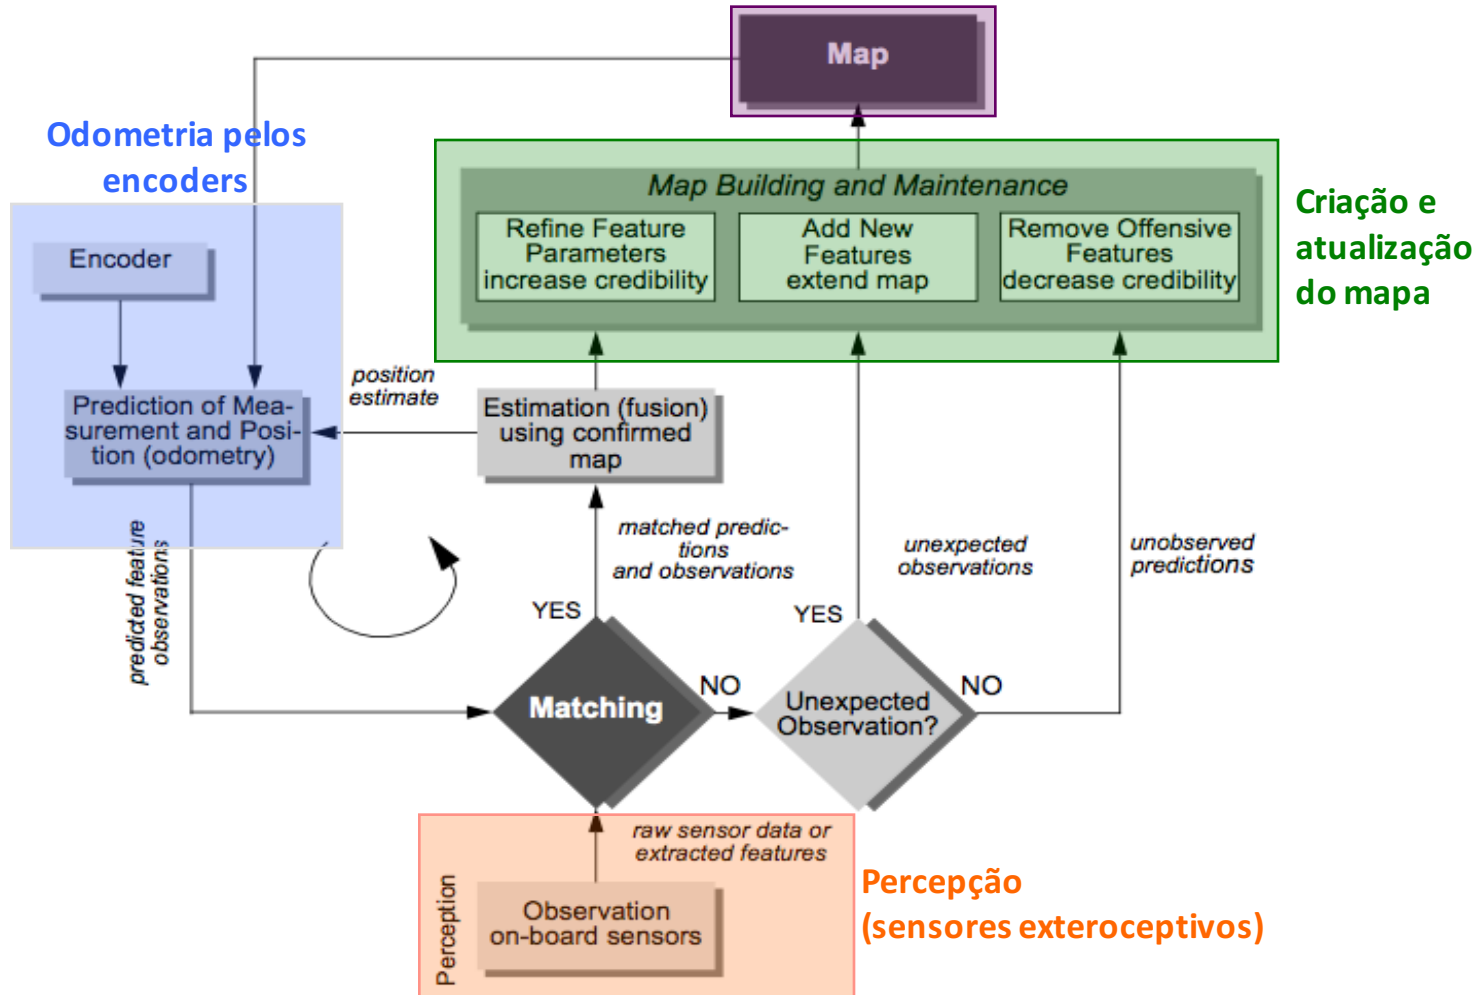 Map
Odometria pelos
encoders
Map Building and Maintenance
Refine Feature
Parameters
increase credibility
Add New
Features
extend map
Remove Offensive
Features
decrease credibility
Criação e
atualização
do mapa
Encoder
position
estimate
Prediction of Mea-
surement and Posi-
tion (odometry)
Estimation (fusion)
using confirmed
map
predicted feature
observations
matched predic-
tions
and observations
unexpected
observations
unobserved
predictions
YES
YES
Matching
NO
Unexpected
Observation?
NO
raw sensor data or
extracted features
Perception
Observation
on-board sensors
Percepção
(sensores exteroceptivos)